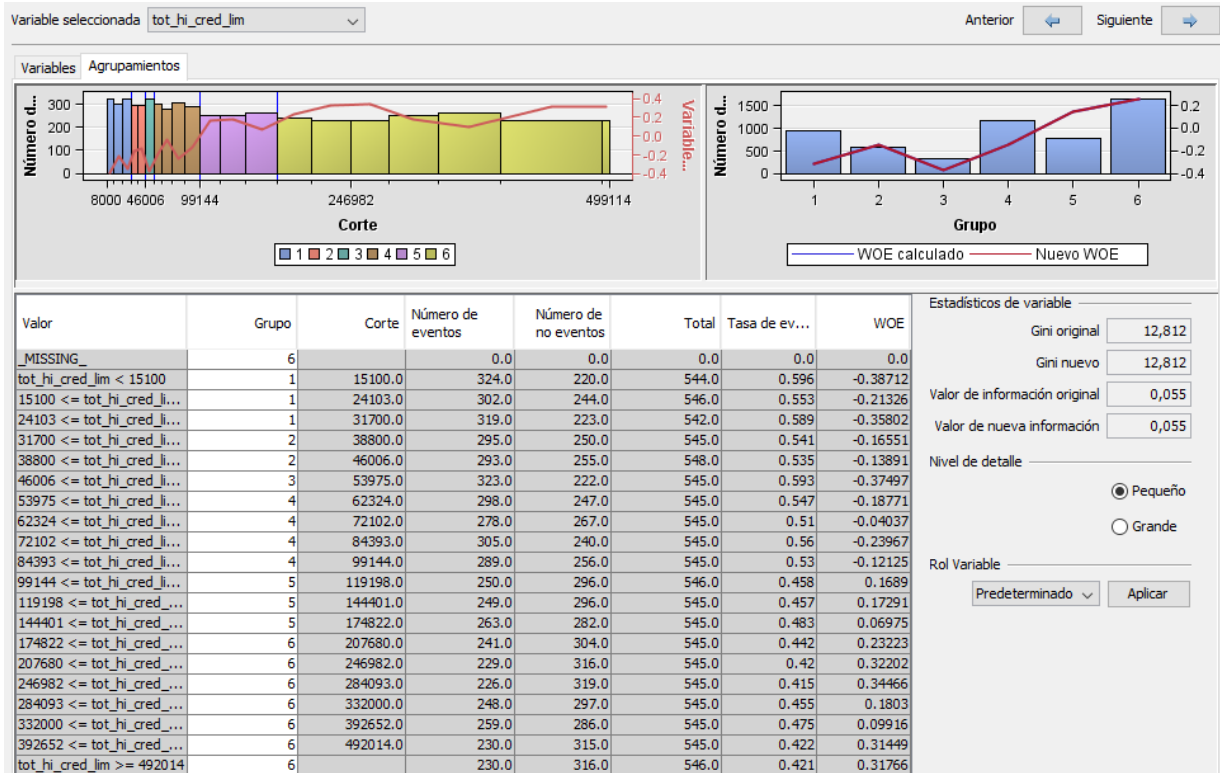 Variable seleccionada tot_hi_cred_lim Anterior Siguiente
Variables Agrupamientos
Número d...
300
200
100
0
0.4
0.2
0.0
-0.2
-0.4
Variable...
8000 46006 99144 246982 499114
Corte
1 2 3 4 5 6
Número d...
1500
1000
500
0
0.2
0.0
-0.2
-0.4
1 2 3 4 5 6
Grupo
WOE calculado Nuevo WOE
Valor Grupo Corte Número de eventos Número de no eventos Total Tasa de ev... WOE
_MISSING_ 6 0.0 0.0 0.0 0.0 0.0
tot_hi_cred_lim < 15100 1 15100.0 324.0 220.0 544.0 0.596 -0.38712
15100 <= tot_hi_cred_li... 1 24103.0 302.0 244.0 546.0 0.553 -0.21326
24103 <= tot_hi_cred_li... 1 31700.0 319.0 223.0 542.0 0.589 -0.35802
31700 <= tot_hi_cred_li... 2 38800.0 295.0 250.0 545.0 0.541 -0.16551
38800 <= tot_hi_cred_li... 2 46006.0 293.0 255.0 548.0 0.535 -0.13891
46006 <= tot_hi_cred_li... 3 53975.0 323.0 222.0 545.0 0.593 -0.37497
53975 <= tot_hi_cred_li... 4 62324.0 298.0 247.0 545.0 0.547 -0.18771
62324 <= tot_hi_cred_li... 4 72102.0 278.0 267.0 545.0 0.51 -0.04037
72102 <= tot_hi_cred_li... 4 84393.0 305.0 240.0 545.0 0.56 -0.23967
84393 <= tot_hi_cred_li... 4 99144.0 289.0 256.0 545.0 0.53 -0.12125
99144 <= tot_hi_cred_li... 5 119198.0 250.0 296.0 546.0 0.458 0.1689
119198 <= tot_hi_cred_... 5 144401.0 249.0 296.0 545.0 0.457 0.17291
144401 <= tot_hi_cred_... 5 174822.0 263.0 282.0 545.0 0.483 0.06975
174822 <= tot_hi_cred_... 6 207680.0 241.0 304.0 545.0 0.442 0.23223
207680 <= tot_hi_cred_... 6 246982.0 229.0 316.0 545.0 0.42 0.32202
246982 <= tot_hi_cred_... 6 284093.0 226.0 319.0 545.0 0.415 0.34466
284093 <= tot_hi_cred_... 6 332000.0 248.0 297.0 545.0 0.455 0.1803
332000 <= tot_hi_cred_... 6 392652.0 259.0 286.0 545.0 0.475 0.09916
392652 <= tot_hi_cred_... 6 492014.0 230.0 315.0 545.0 0.422 0.31449
tot_hi_cred_lim >= 492014 6 230.0 316.0 546.0 0.421 0.31766
Estadísticos de variable
Gini original 12,812
Gini nuevo 12,812
Valor de información original 0,055
Valor de nueva información 0,055
Nivel de detalle
Pequeño
Grande
Rol Variable
Predeterminado Aplicar